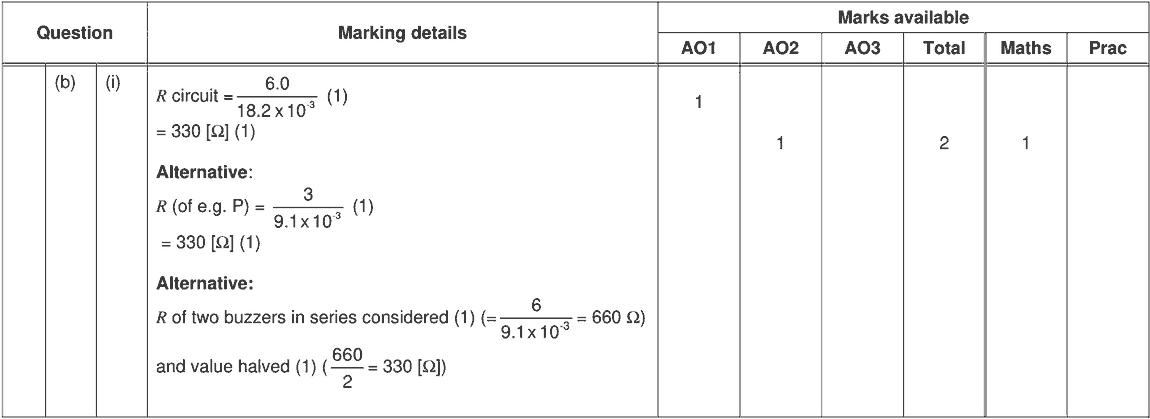 Question Marking details Marks available
AO1 AO2 AO3 Total Maths Prac
(b) (i) R circuit = 6.0 / 18.2 x 10⁻³ (1) 1
= 330 [Ω] (1) 1 2 1
Alternative:
R (of e.g. P) = 3 / 9.1 x 10⁻³ (1)
= 330 [Ω] (1)
Alternative:
R of two buzzers in series considered (1) (= 6 / 9.1 x 10⁻³ = 660 Ω)
and value halved (1) ( 660 / 2 = 330 [Ω])